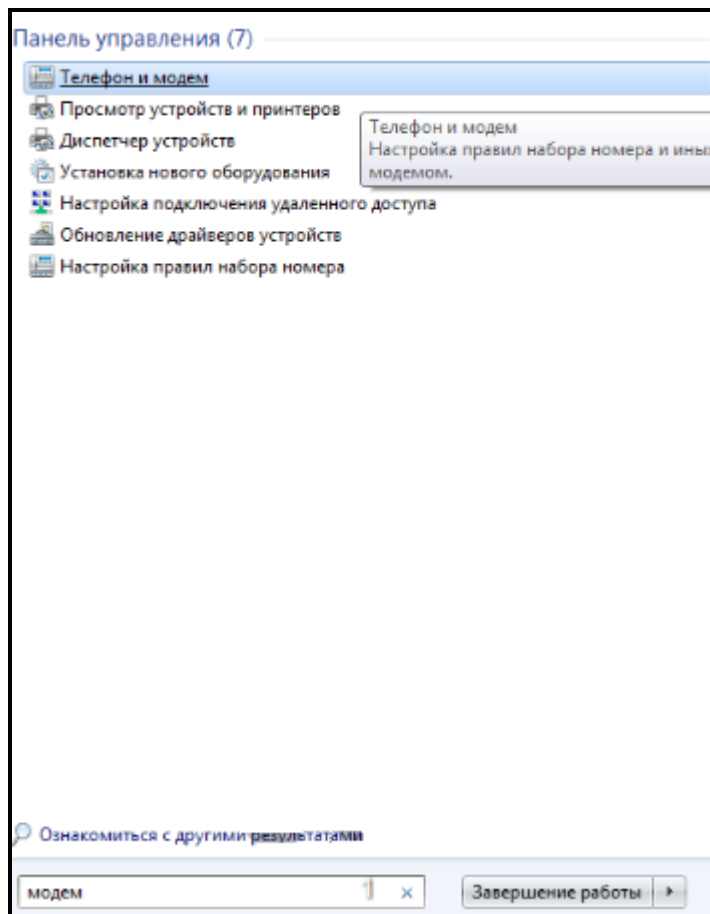 Панель управления (7)
Телефон и модем
Просмотр устройств и принтеров
Диспетчер устройств
Установка нового оборудования
Настройка подключения удаленного доступа
Обновление драйверов устройств
Настройка правил набора номера
Телефон и модем
Настройка правил набора номера и иных
модемом.
Ознакомиться с другими результатами
модем
Завершение работы